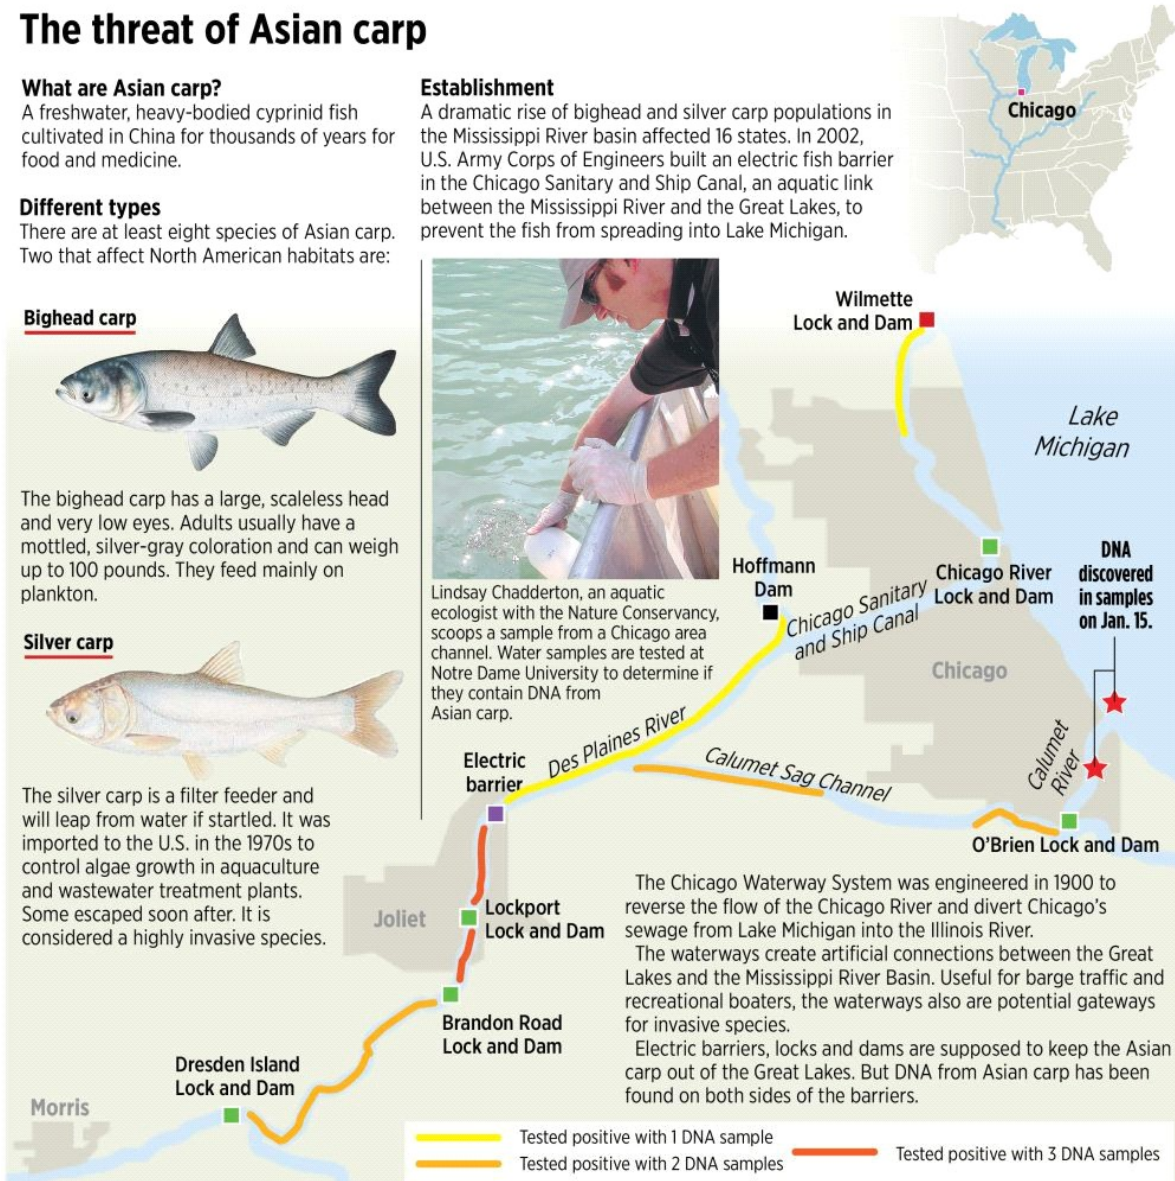 The threat of Asian carp
What are Asian carp?
A freshwater, heavy-bodied cyprinid fish
cultivated in China for thousands of years for
food and medicine.
Different types
There are at least eight species of Asian carp.
Two that affect North American habitats are:
Bighead carp
The bighead carp has a large, scaleless head
and very low eyes. Adults usually have a
mottled, silver-gray coloration and can weigh
up to 100 pounds. They feed mainly on
plankton.
Silver carp
The silver carp is a filter feeder and
will leap from water if startled. It was
imported to the U.S. in the 1970s to
control algae growth in aquaculture
and wastewater treatment plants.
Some escaped soon after. It is
considered a highly invasive species.
Establishment
A dramatic rise of bighead and silver carp populations in
the Mississippi River basin affected 16 states. In 2002,
U.S. Army Corps of Engineers built an electric fish barrier
in the Chicago Sanitary and Ship Canal, an aquatic link
between the Mississippi River and the Great Lakes, to
prevent the fish from spreading into Lake Michigan.
Chicago
Lindsay Chadderton, an aquatic
ecologist with the Nature Conservancy,
scoops a sample from a Chicago area
channel. Water samples are tested at
Notre Dame University to determine if
they contain DNA from
Asian carp.
Wilmette
Lock and Dam
Lake
Michigan
Hoffmann
Dam
Chicago Sanitary
and Ship Canal
Chicago River
Lock and Dam
DNA
discovered
in samples
on Jan. 15.
Chicago
Des Plaines River
Calumet Sag Channel
Calumet
River
Electric
barrier
O'Brien Lock and Dam
Joliet
Lockport
Lock and Dam
Brandon Road
Lock and Dam
Dresden Island
Lock and Dam
Morris
The Chicago Waterway System was engineered in 1900 to
reverse the flow of the Chicago River and divert Chicago's
sewage from Lake Michigan into the Illinois River.
The waterways create artificial connections between the Great
Lakes and the Mississippi River Basin. Useful for barge traffic and
recreational boaters, the waterways also are potential gateways
for invasive species.
Electric barriers, locks and dams are supposed to keep the Asian
carp out of the Great Lakes. But DNA from Asian carp has been
found on both sides of the barriers.
Tested positive with 1 DNA sample
Tested positive with 2 DNA samples
Tested positive with 3 DNA samples